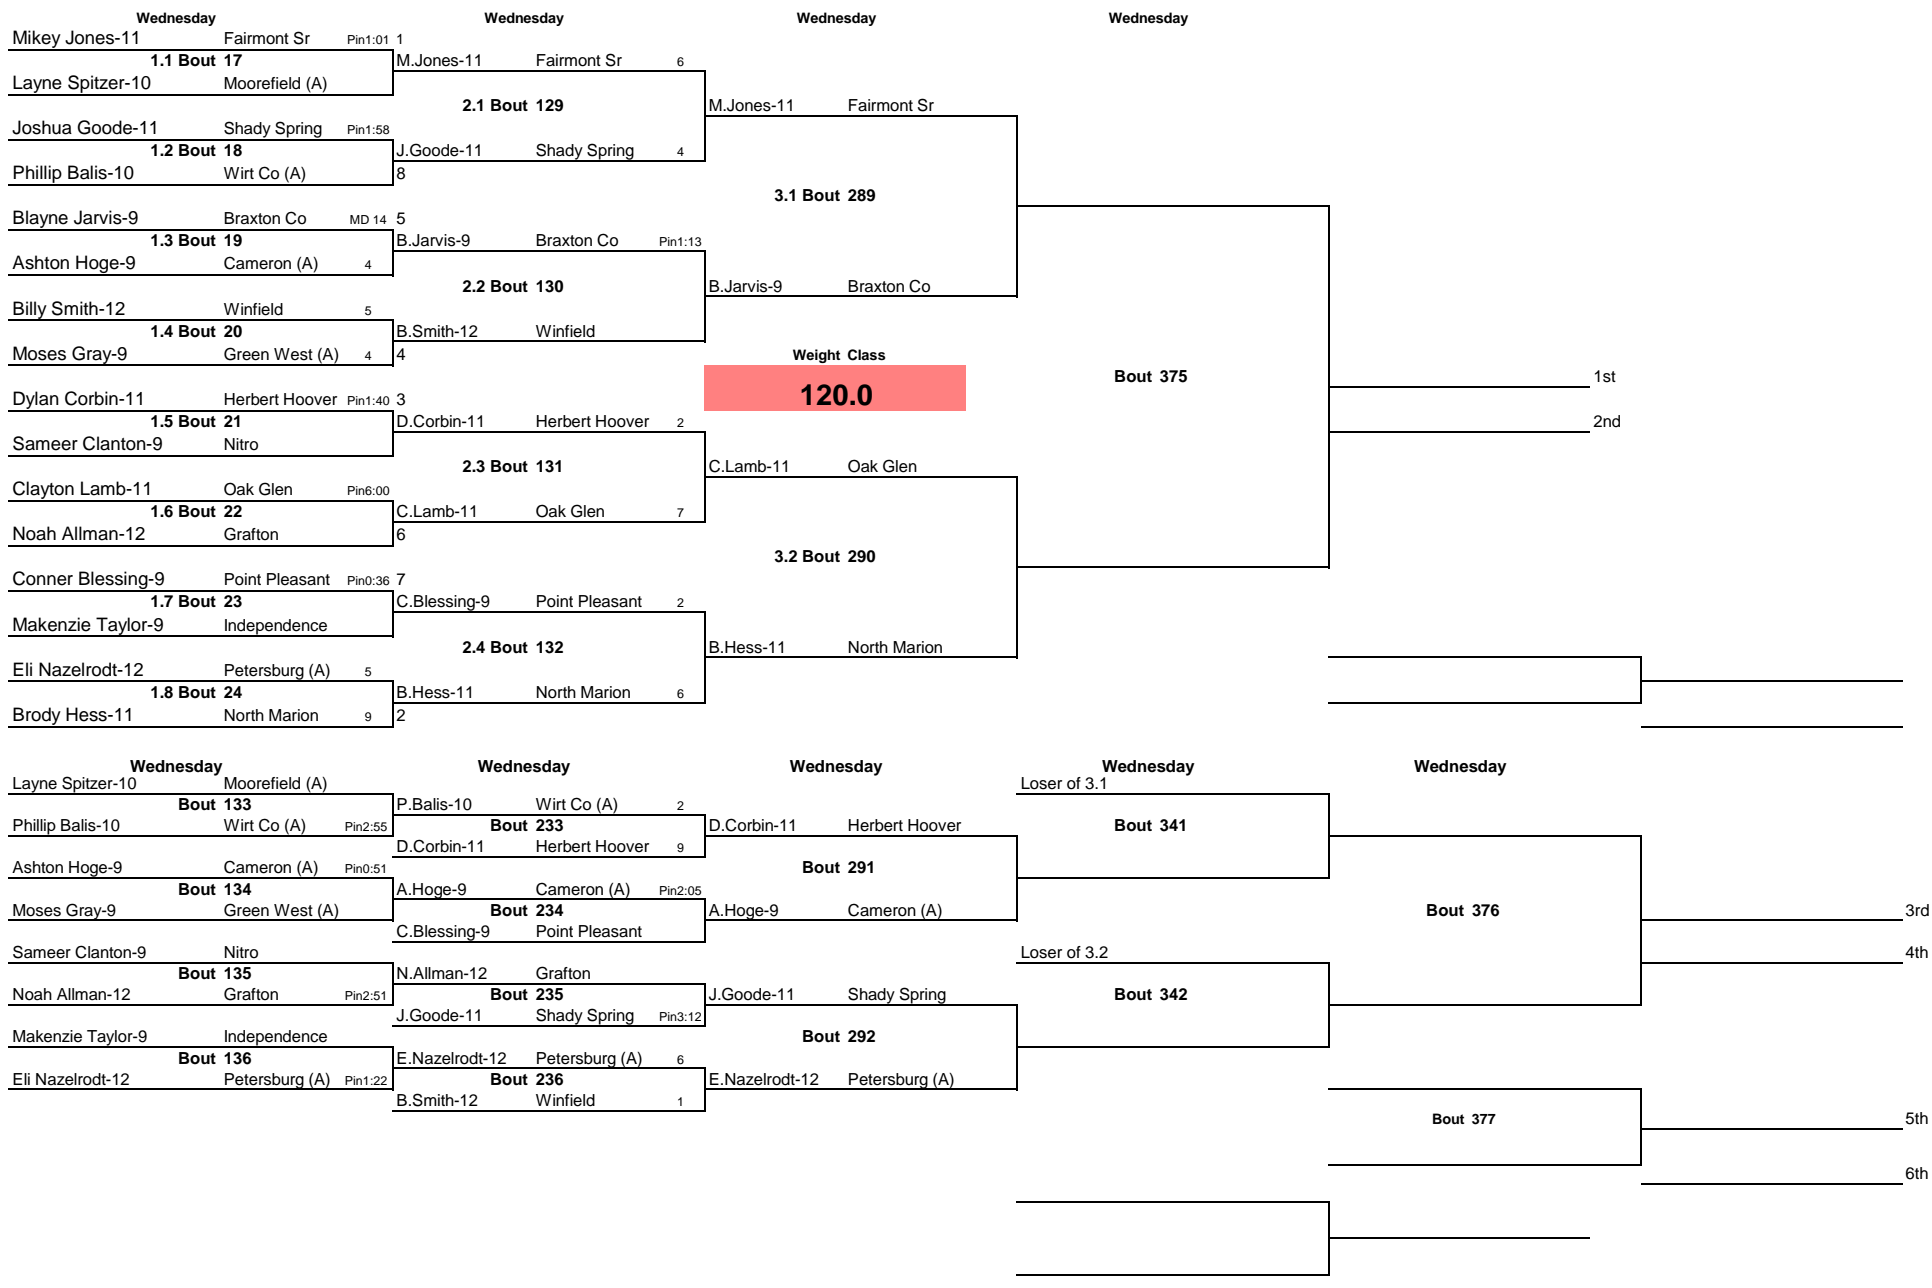 Wednesday Wednesday Wednesday Wednesday
Mikey Jones-11 Fairmont Sr Pin1:01 1
1.1 Bout 17 M.Jones-11 Fairmont Sr 6
Layne Spitzer-10 Moorefield (A)
2.1 Bout 129 M.Jones-11 Fairmont Sr
Joshua Goode-11 Shady Spring Pin1:58
1.2 Bout 18 J.Goode-11 Shady Spring 4
Phillip Balis-10 Wirt Co (A) 8
3.1 Bout 289
Blayne Jarvis-9 Braxton Co MD 14 5
1.3 Bout 19 B.Jarvis-9 Braxton Co Pin1:13
Ashton Hoge-9 Cameron (A) 4
2.2 Bout 130 B.Jarvis-9 Braxton Co
Billy Smith-12 Winfield 5
1.4 Bout 20 B.Smith-12 Winfield
Moses Gray-9 Green West (A) 4 4 Weight Class
Bout 375 1st
Dylan Corbin-11 Herbert Hoover Pin1:40 3 120.0
1.5 Bout 21 D.Corbin-11 Herbert Hoover 2 2nd
Sameer Clanton-9 Nitro
2.3 Bout 131 C.Lamb-11 Oak Glen
Clayton Lamb-11 Oak Glen Pin6:00
1.6 Bout 22 C.Lamb-11 Oak Glen 7
Noah Allman-12 Grafton 6
3.2 Bout 290
Conner Blessing-9 Point Pleasant Pin0:36 7
1.7 Bout 23 C.Blessing-9 Point Pleasant 2
Makenzie Taylor-9 Independence
2.4 Bout 132 B.Hess-11 North Marion
Eli Nazelrodt-12 Petersburg (A) 5
1.8 Bout 24 B.Hess-11 North Marion 6
Brody Hess-11 North Marion 9 2
Wednesday Wednesday Wednesday Wednesday Wednesday
Layne Spitzer-10 Moorefield (A) Loser of 3.1
Bout 133 P.Balis-10 Wirt Co (A) 2
Phillip Balis-10 Wirt Co (A) Pin2:55 Bout 233 D.Corbin-11 Herbert Hoover Bout 341
D.Corbin-11 Herbert Hoover 9
Ashton Hoge-9 Cameron (A) Pin0:51 Bout 291
Bout 134 A.Hoge-9 Cameron (A) Pin2:05
Moses Gray-9 Green West (A) Bout 234 A.Hoge-9 Cameron (A) Bout 376 3rd
C.Blessing-9 Point Pleasant
Sameer Clanton-9 Nitro Loser of 3.2 4th
Bout 135 N.Allman-12 Grafton
Noah Allman-12 Grafton Pin2:51 Bout 235 J.Goode-11 Shady Spring Bout 342
J.Goode-11 Shady Spring Pin3:12
Makenzie Taylor-9 Independence Bout 292
Bout 136 E.Nazelrodt-12 Petersburg (A) 6
Eli Nazelrodt-12 Petersburg (A) Pin1:22 Bout 236 E.Nazelrodt-12 Petersburg (A)
B.Smith-12 Winfield 1
Bout 377 5th
6th